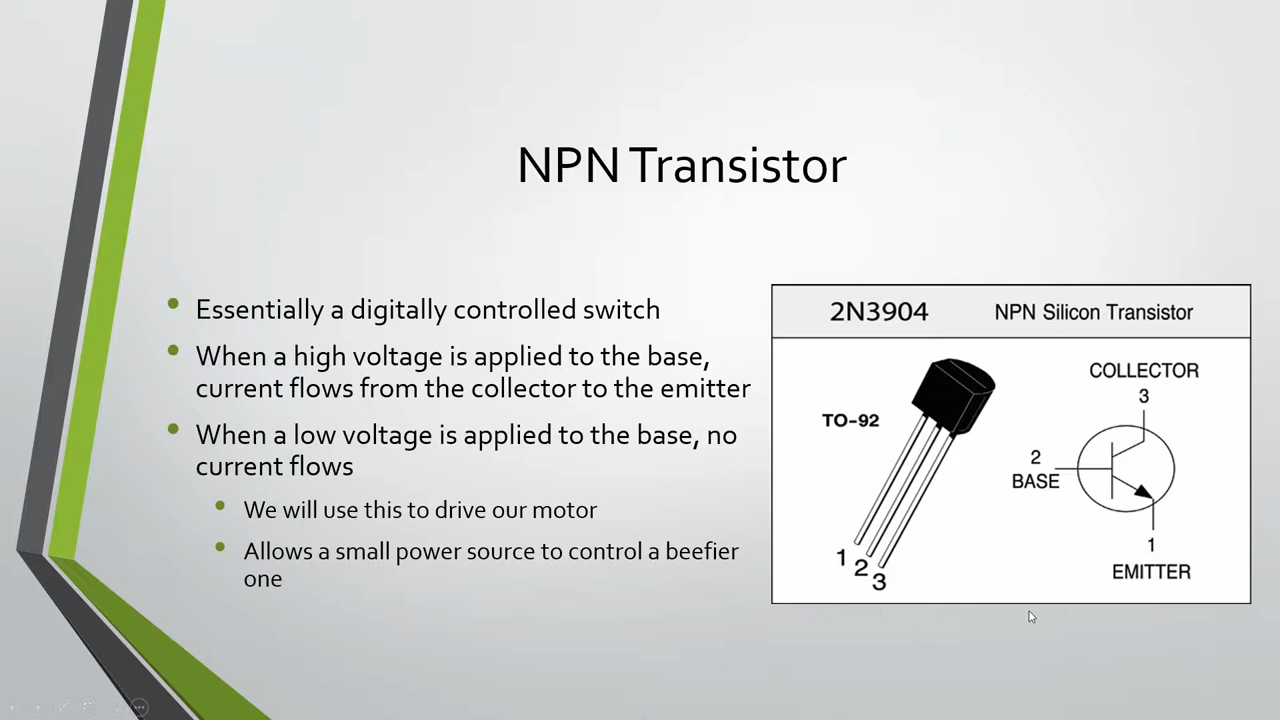 NPN Transistor
Essentially a digitally controlled switch
When a high voltage is applied to the base,
current flows from the collector to the emitter
When a low voltage is applied to the base, no
current flows
We will use this to drive our motor
Allows a small power source to control a beefier
one
2N3904 NPN Silicon Transistor
TO-92
1
2
3
COLLECTOR
3
2
BASE
1
EMITTER